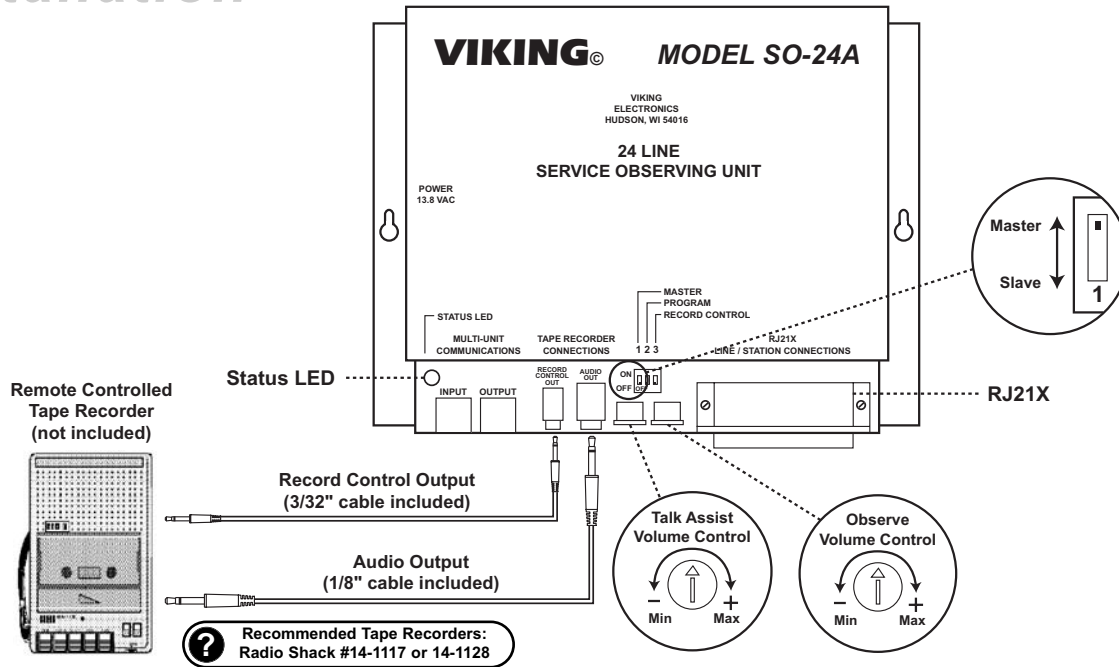 VIKING©
MODEL SO-24A
VIKING
ELECTRONICS
HUDSON, WI 54016
24 LINE
SERVICE OBSERVING UNIT
POWER
13.8 VAC
Master
Slave
1
MASTER
PROGRAM
RECORD CONTROL
STATUS LED
MULTI-UNIT
COMMUNICATIONS
TAPE RECORDER
CONNECTIONS
1 2 3
RJ21X
LINE / STATION CONNECTIONS
Status LED
INPUT
OUTPUT
RECORD
CONTROL
OUT
AUDIO
OUT
ON
OFF
OFF
RJ21X
Remote Controlled
Tape Recorder
(not included)
Record Control Output
(3/32" cable included)
Audio Output
(1/8" cable included)
Talk Assist
Volume Control
– +
Min Max
Observe
Volume Control
– +
Min Max
? Recommended Tape Recorders:
Radio Shack #14-1117 or 14-1128